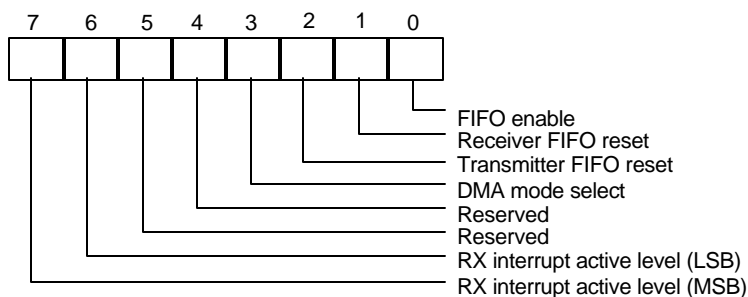 7 6 5 4 3 2 1 0
FIFO enable
Receiver FIFO reset
Transmitter FIFO reset
DMA mode select
Reserved
Reserved
RX interrupt active level (LSB)
RX interrupt active level (MSB)